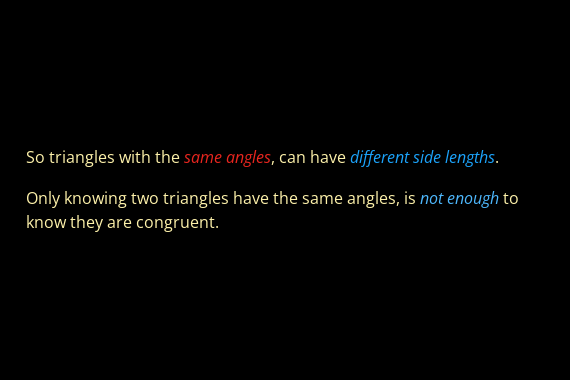 So triangles with the same angles, can have different side lengths.
Only knowing two triangles have the same angles, is not enough to
know they are congruent.